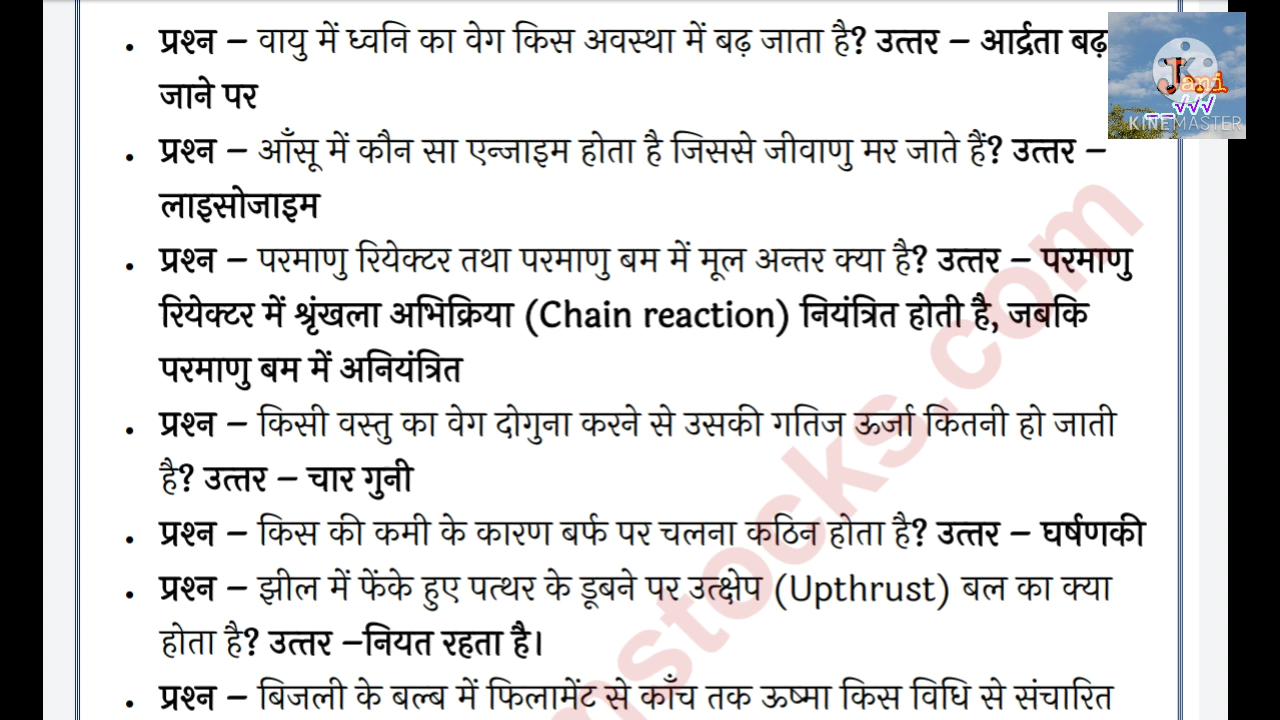 • प्रश्न – वायु में ध्वनि का वेग किस अवस्था में बढ़ जाता है? उत्तर – आर्द्रता बढ़
जाने पर
• प्रश्न – आँसू में कौन सा एन्जाइम होता है जिससे जीवाणु मर जाते हैं? उत्तर –
लाइसोजाइम
• प्रश्न – परमाणु रियेक्टर तथा परमाणु बम में मूल अन्तर क्या है? उत्तर – परमाणु
रियेक्टर में श्रृंखला अभिक्रिया (Chain reaction) नियंत्रित होती है, जबकि
परमाणु बम में अनियंत्रित
• प्रश्न – किसी वस्तु का वेग दोगुना करने से उसकी गतिज ऊर्जा कितनी हो जाती
है? उत्तर – चार गुनी
• प्रश्न – किस की कमी के कारण बर्फ पर चलना कठिन होता है? उत्तर – घर्षणकी
• प्रश्न – झील में फेंके हुए पत्थर के डूबने पर उत्क्षेप (Upthrust) बल का क्या
होता है? उत्तर –नियत रहता है।
• प्रश्न – बिजली के बल्ब में फिलामेंट से काँच तक ऊष्मा किस विधि से संचारित
Jani
√√√
KINEMASTER
mstocks.com